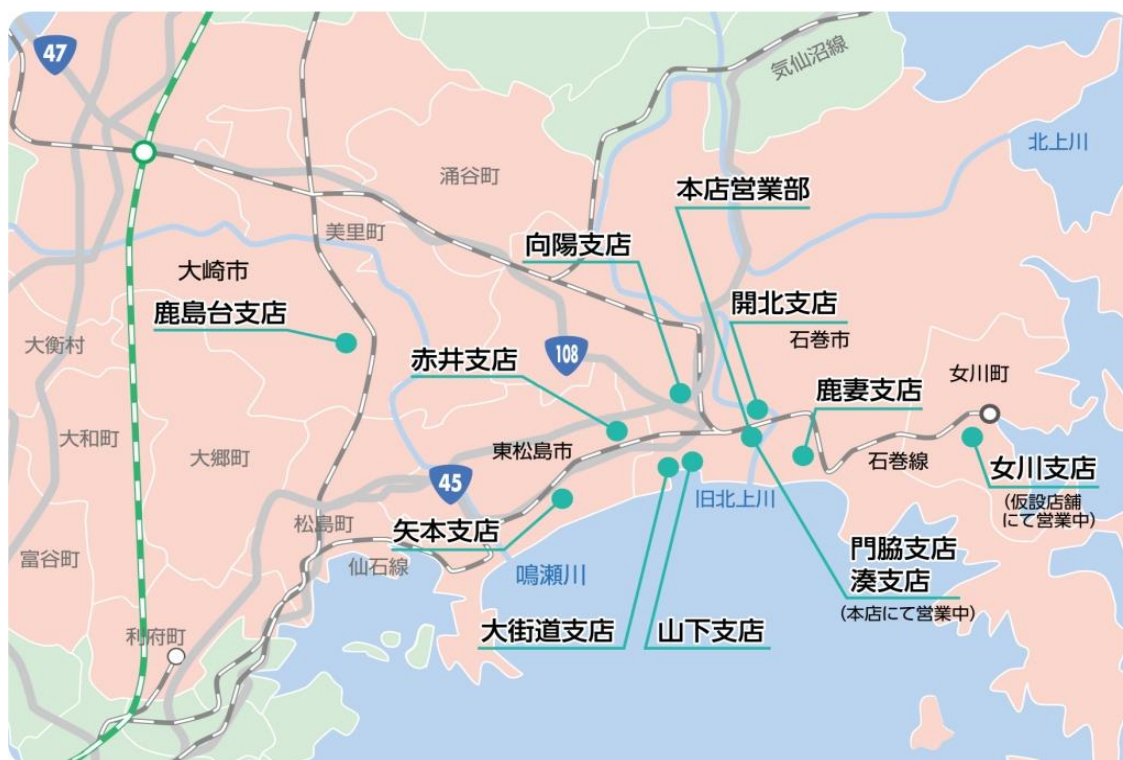 47
気仙沼線
北上川
涌谷町
本店営業部
美里町
向陽支店
大崎市
鹿島台支店
開北支店
石巻市
大衡村
108
赤井支店
女川町
鹿妻支店
大和町
大郷町
東松島市
石巻線
45
女川支店
(仮設店舗
にて営業中)
旧北上川
松島町
矢本支店
富谷町
仙石線
鳴瀬川
門脇支店
湊支店
(本店にて営業中)
利府町
大街道支店
山下支店